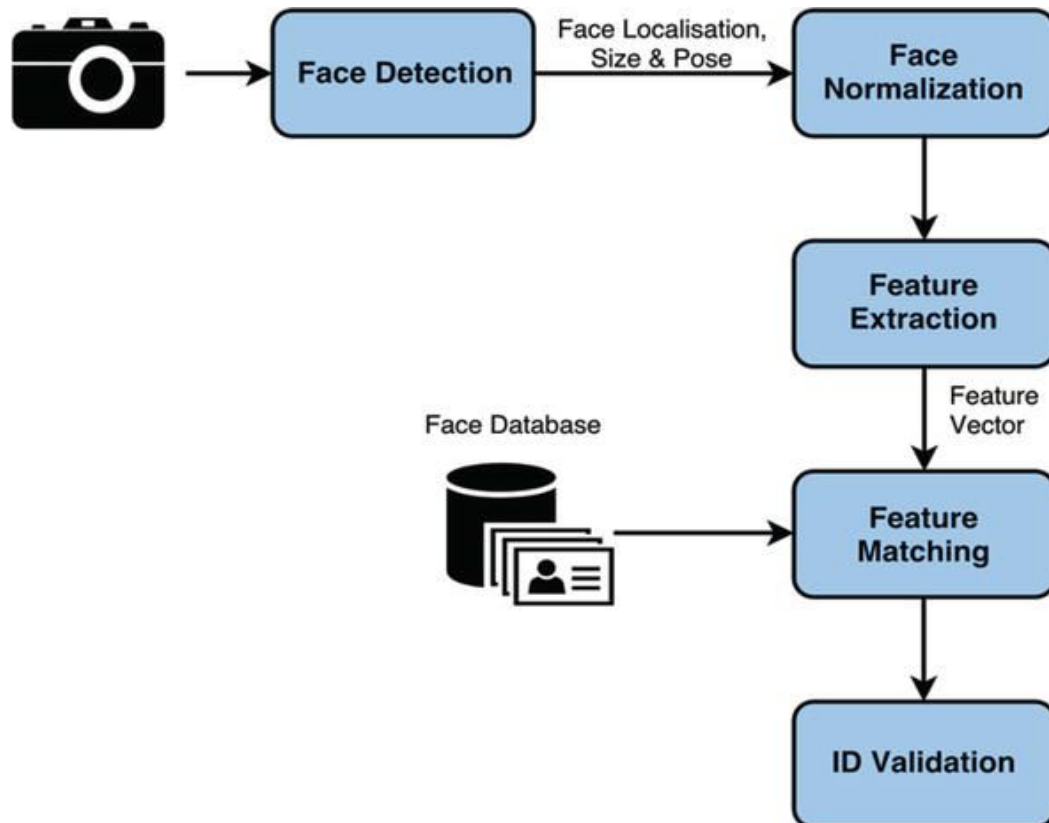 Face Detection
Face Localisation,
Size & Pose
Face
Normalization
Feature
Extraction
Feature
Vector
Face Database
Feature
Matching
ID Validation